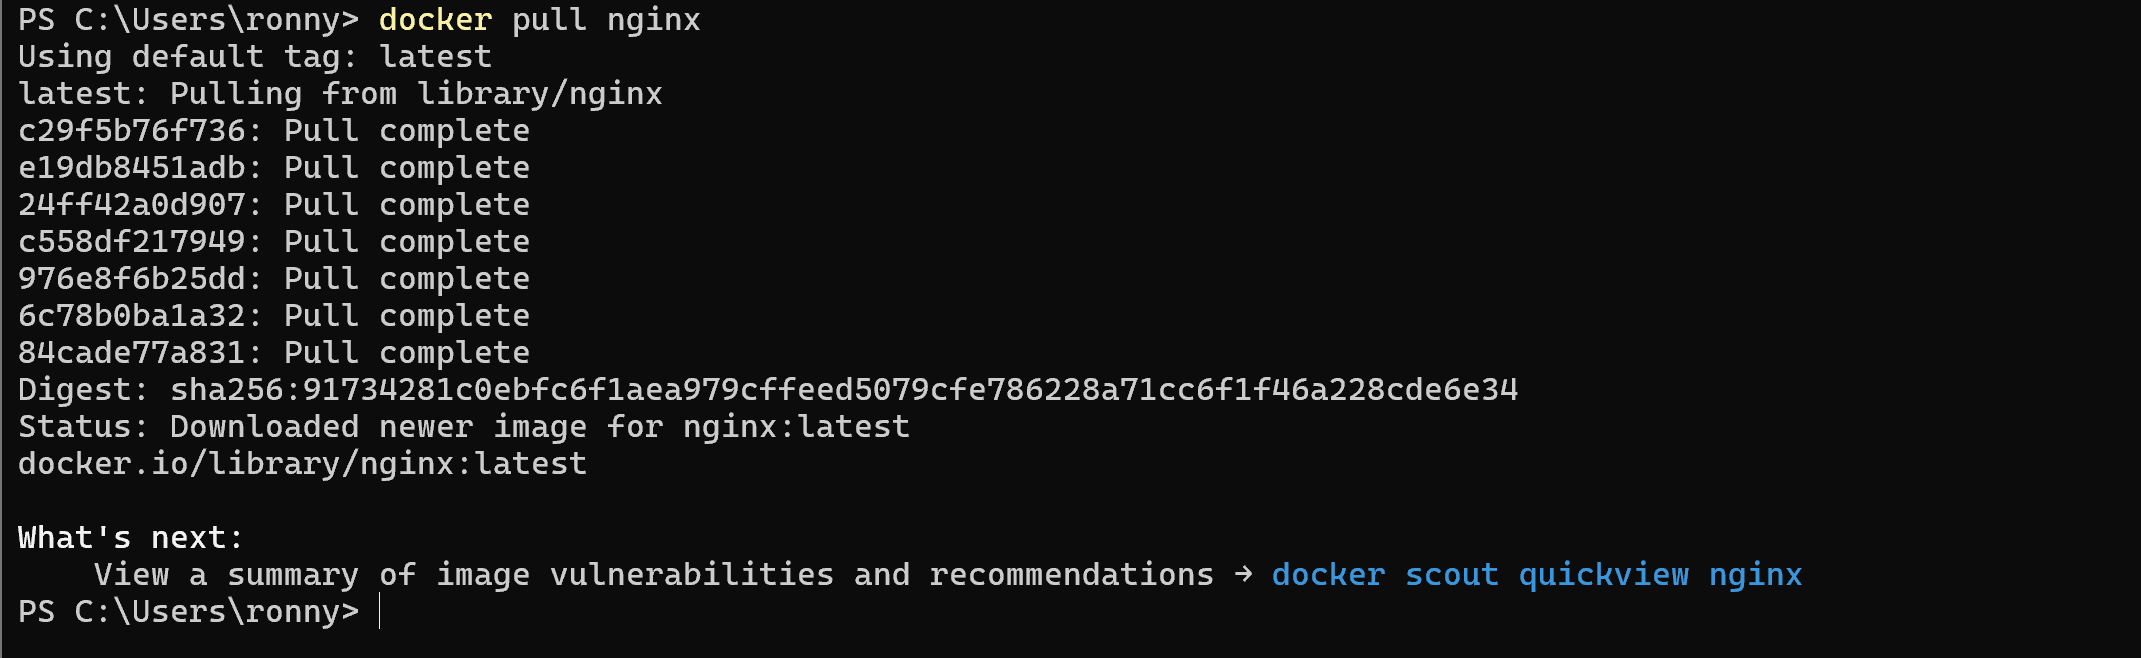 PS C:\Users\ronny> docker pull nginx
Using default tag: latest
latest: Pulling from library/nginx
c29f5b76f736: Pull complete
e19db8451adb: Pull complete
24ff42a0d907: Pull complete
c558df217949: Pull complete
976e8f6b25dd: Pull complete
6c78b0ba1a32: Pull complete
84cade77a831: Pull complete
Digest: sha256:91734281c0ebfc6f1aea979cffeed5079cfe786228a71cc6f1f46a228cde6e34
Status: Downloaded newer image for nginx:latest
docker.io/library/nginx:latest

What's next:
    View a summary of image vulnerabilities and recommendations → docker scout quickview nginx
PS C:\Users\ronny>